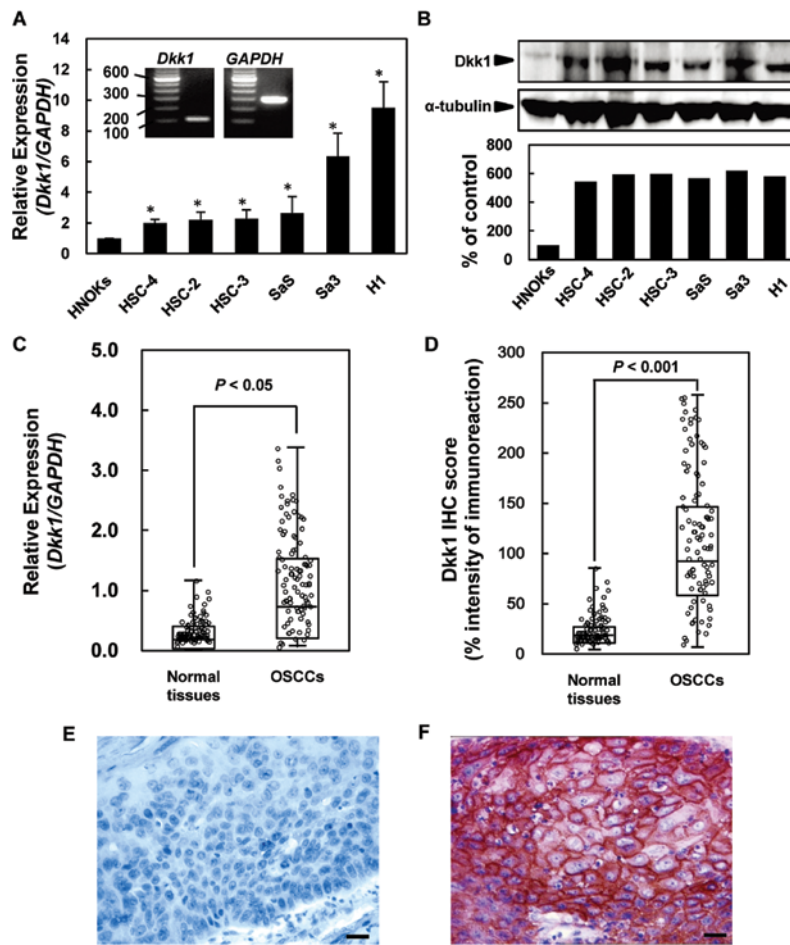 A
Relative Expression
(Dkk1/GAPDH)
14
12
10
8
6
4
2
0
Dkk1
GAPDH
600
300
200
100
*
*
*
*
*
*
HNOKs
HSC-4
HSC-2
HSC-3
SaS
Sa3
H1
B
Dkk1
α-tubulin
% of control
800
600
400
200
0
HNOKs
HSC-4
HSC-2
HSC-3
SaS
Sa3
H1
C
Relative Expression
(Dkk1/GAPDH)
5.0
4.0
3.0
2.0
1.0
0.0
P < 0.05
Normal
tissues
OSCCs
D
Dkk1 IHC score
(% intensity of immunoreaction)
300
250
200
150
100
50
0
P < 0.001
Normal
tissues
OSCCs
E
F